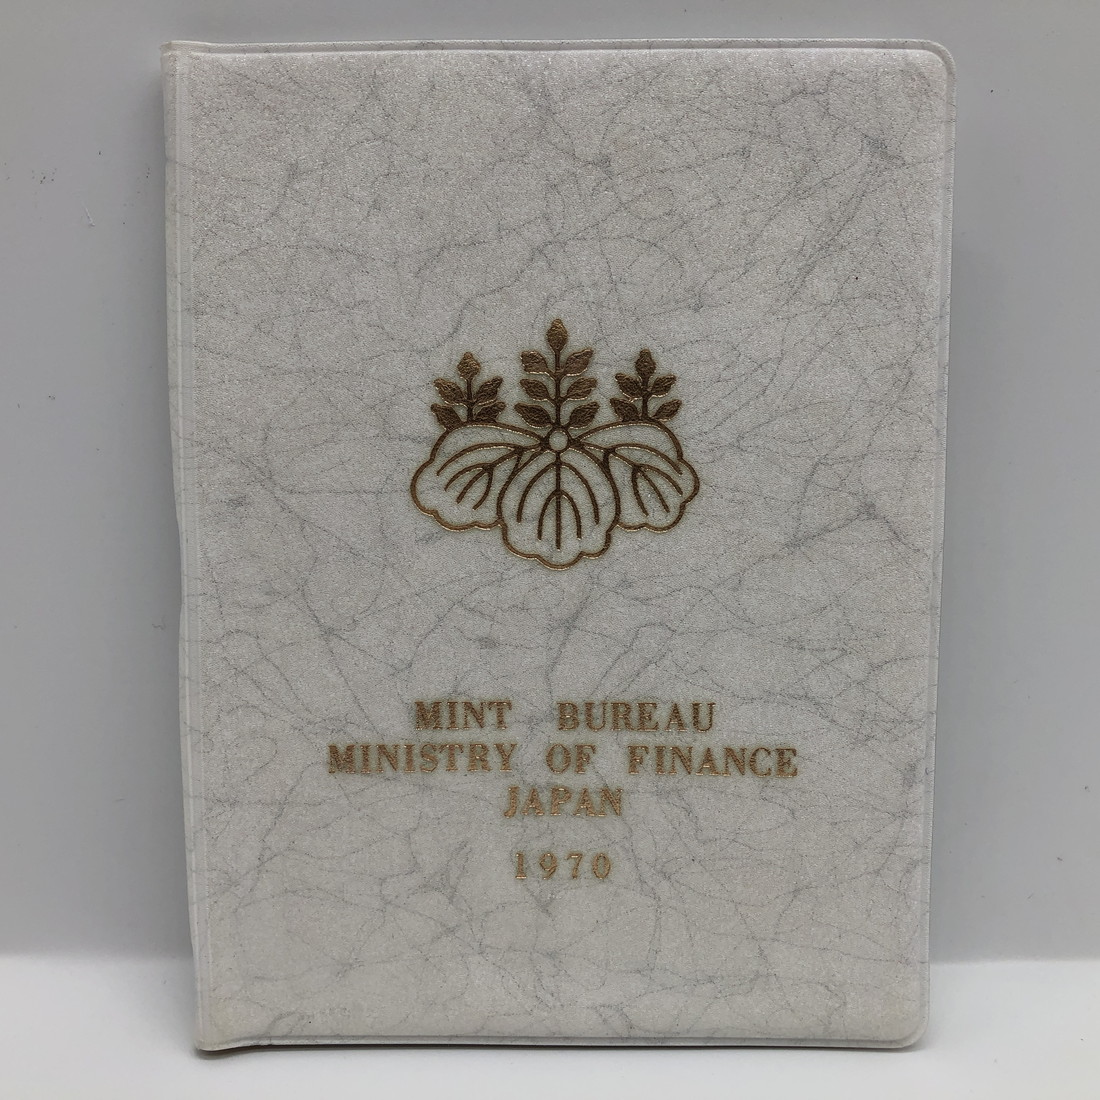 MINT BUREAU
MINISTRY OF FINANCE
JAPAN
1970